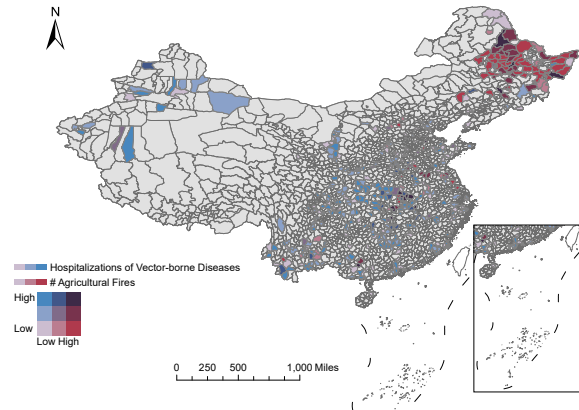 N
Hospitalizations of Vector-borne Diseases
# Agricultural Fires
High
Low
Low High
0 250 500 1,000 Miles